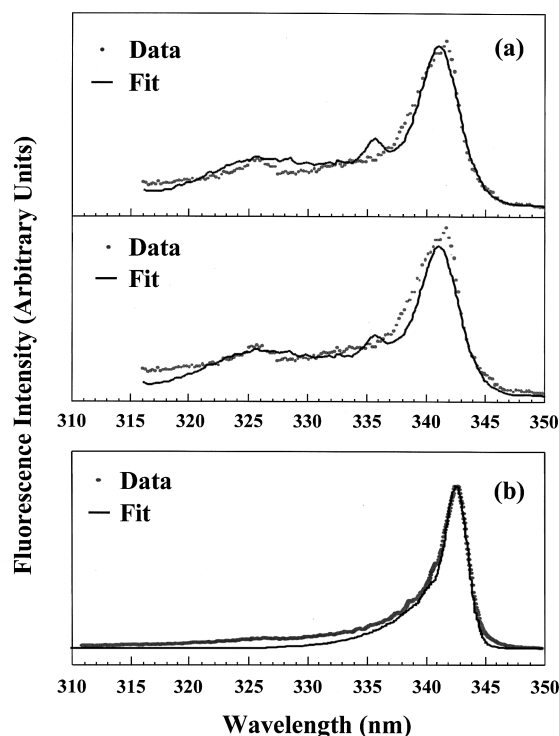 (a)
Data
Fit
Data
Fit
310 315 320 325 330 335 340 345 350
(b)
Data
Fit
310 315 320 325 330 335 340 345 350
Wavelength (nm)
Fluorescence Intensity (Arbitrary Units)